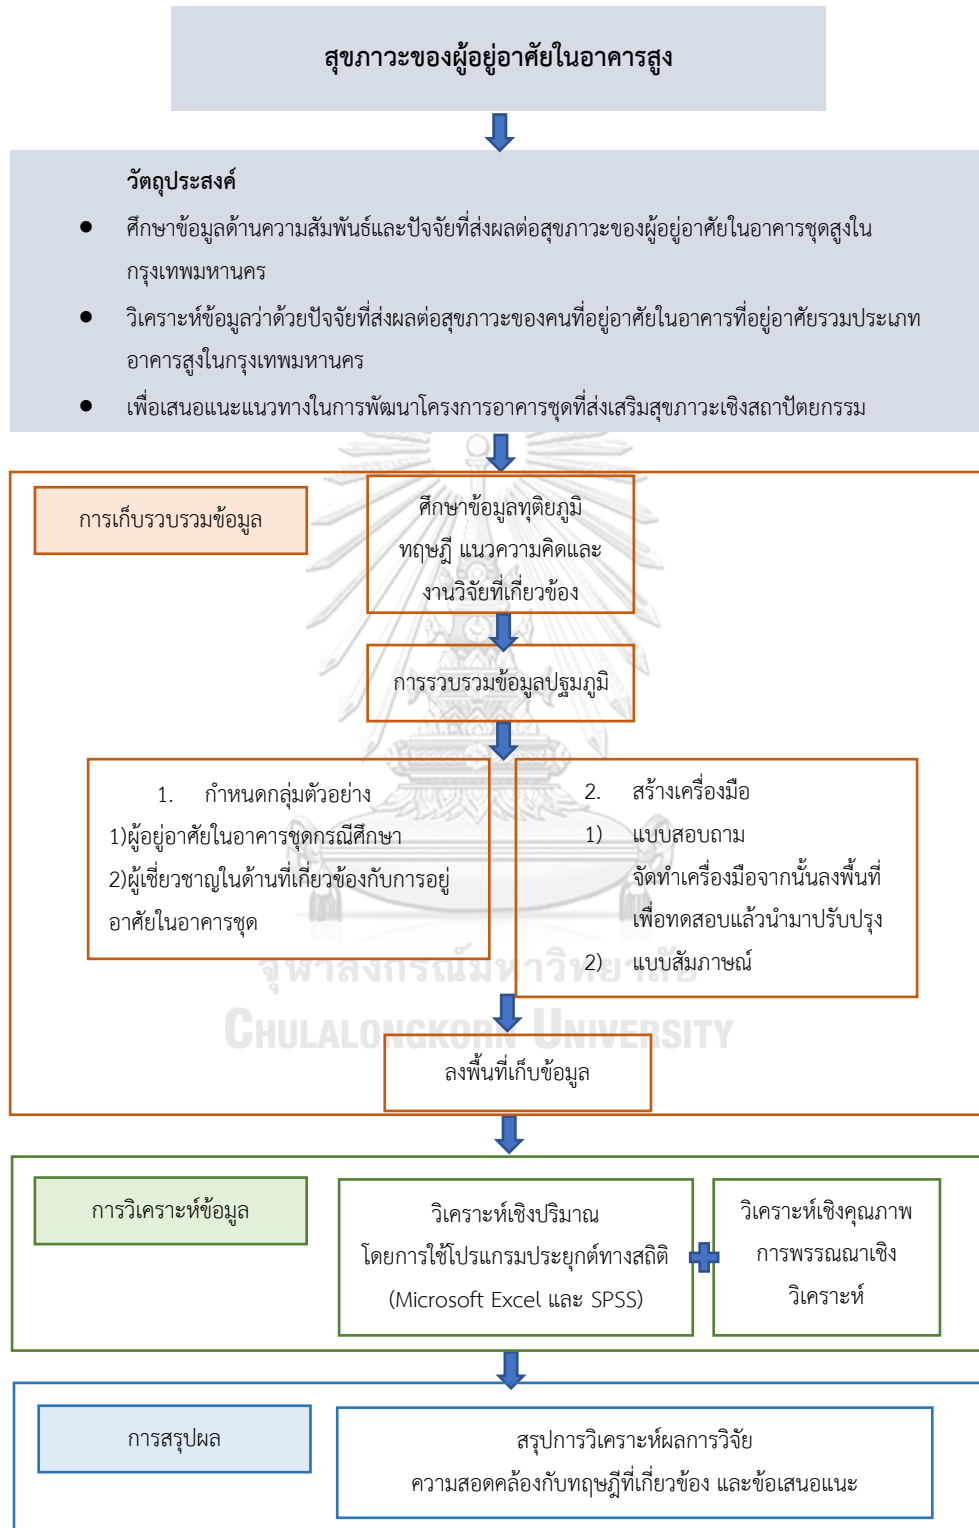 สุขภาวะของผู้อยู่อาศัยในอาคารสูง
วัตถุประสงค์
● ศึกษาข้อมูลด้านความสัมพันธ์และปัจจัยที่ส่งผลต่อสุขภาวะของผู้อยู่อาศัยในอาคารชุดสูงใน
กรุงเทพมหานคร
● วิเคราะห์ข้อมูลว่าด้วยปัจจัยที่ส่งผลต่อสุขภาวะของคนที่อยู่อาศัยในอาคารที่อยู่อาศัยรวมประเภท
อาคารสูงในกรุงเทพมหานคร
● เพื่อเสนอแนะแนวทางในการพัฒนาโครงการอาคารชุดที่ส่งเสริมสุขภาวะเชิงสถาปัตยกรรม
การเก็บรวบรวมข้อมูล
ศึกษาข้อมูลทุติยภูมิ
ทฤษฎี แนวความคิดและ
งานวิจัยที่เกี่ยวข้อง
การรวบรวมข้อมูลปฐมภูมิ
1. กำหนดกลุ่มตัวอย่าง
1)ผู้อยู่อาศัยในอาคารชุดกรณีศึกษา
2)ผู้เชี่ยวชาญในด้านที่เกี่ยวข้องกับการอยู่
อาศัยในอาคารชุด
2. สร้างเครื่องมือ
1) แบบสอบถาม
จัดทำเครื่องมือจากนั้นลงพื้นที่
เพื่อทดสอบแล้วนำมาปรับปรุง
2) แบบสัมภาษณ์
จุฬาลงกรณ์มหาวิทยาลัย
CHULALONGKORN UNIVERSITY
ลงพื้นที่เก็บข้อมูล
การวิเคราะห์ข้อมูล
วิเคราะห์เชิงปริมาณ
โดยการใช้โปรแกรมประยุกต์ทางสถิติ
(Microsoft Excel และ SPSS)
วิเคราะห์เชิงคุณภาพ
การพรรณณาเชิง
วิเคราะห์
การสรุปผล
สรุปการวิเคราะห์ผลการวิจัย
ความสอดคล้องกับทฤษฎีที่เกี่ยวข้อง และข้อเสนอแนะ